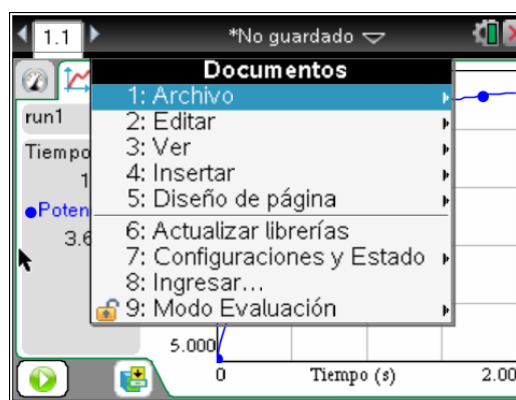 1.1 *No guardado
Documentos
1: Archivo
2: Editar
3: Ver
4: Insertar
5: Diseño de página
6: Actualizar librerías
7: Configuraciones y Estado
8: Ingresar...
9: Modo Evaluación
run1
Tiempo
1
Poten
3.6
5.000
0 Tiempo (s) 2.00